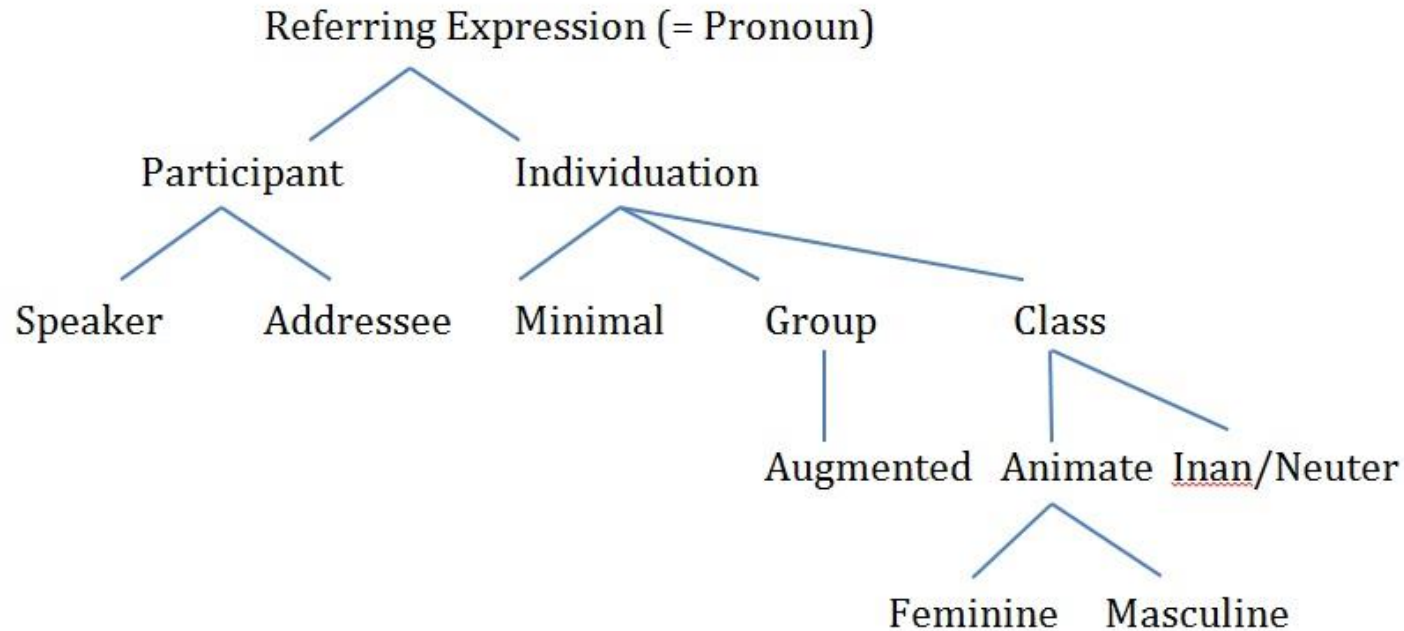 Referring Expression (= Pronoun)
Participant Individuation
Speaker Addressee Minimal Group Class
Augmented Animate Inan/Neuter
Feminine Masculine